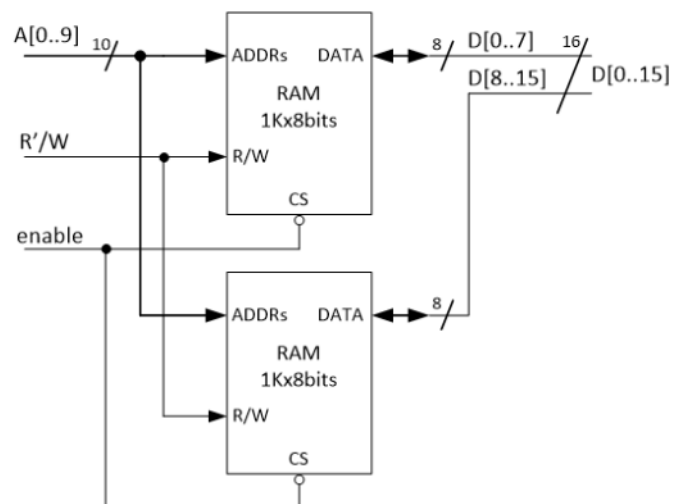 A[0..9]
10
ADDRs
DATA
8
D[0..7]
16
D[8..15]
D[0..15]
RAM
1Kx8bits
R'/W
R/W
CS
enable
ADDRs
DATA
8
RAM
1Kx8bits
R/W
CS